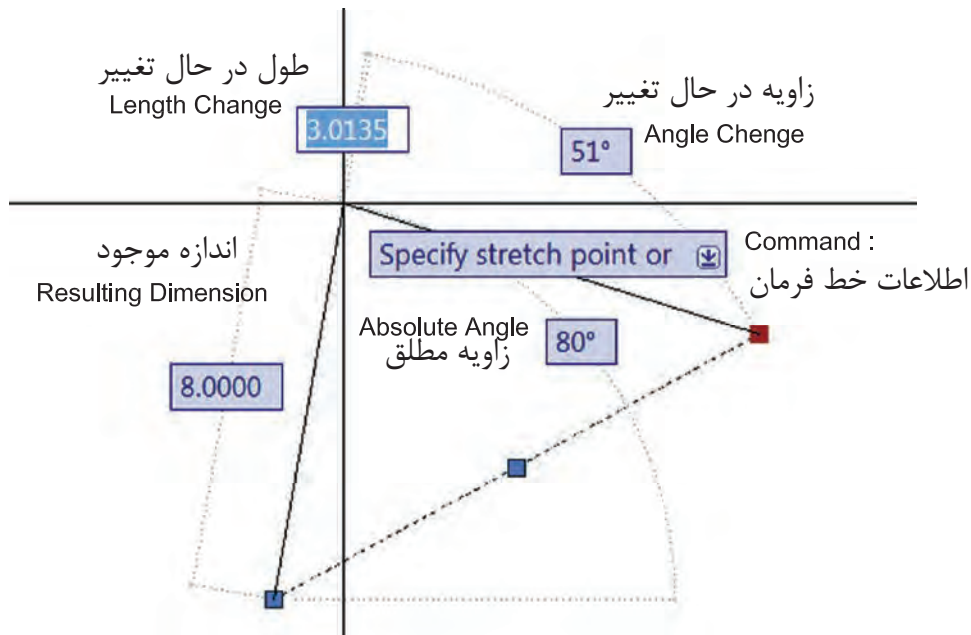 طول در حال تغییر
Length Change
3.0135
زاویه در حال تغییر
Angle Chenge
51°
اندازه موجود
Resulting Dimension
Specify stretch point or
Command :
اطلاعات خط فرمان
Absolute Angle
زاویه مطلق
80°
8.0000